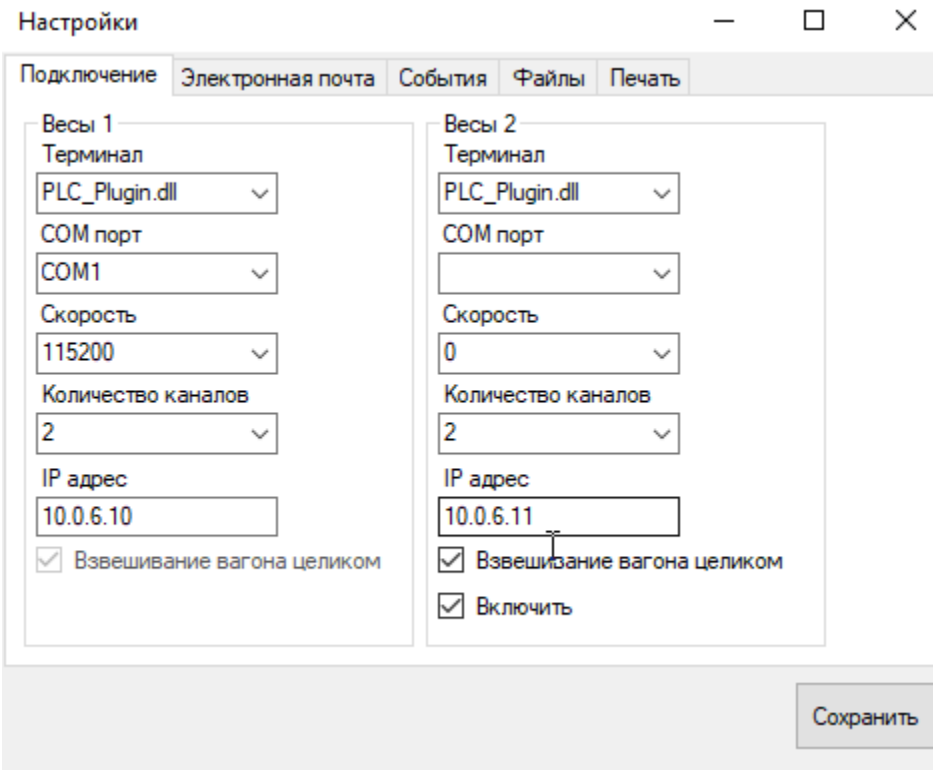 Настройки
Подключение Электронная почта События Файлы Печать
Весы 1
Терминал
PLC_Plugin.dll
COM порт
COM1
Скорость
115200
Количество каналов
2
IP адрес
10.0.6.10
Взвешивание вагона целиком
Весы 2
Терминал
PLC_Plugin.dll
COM порт
Скорость
0
Количество каналов
2
IP адрес
10.0.6.11
Взвешивание вагона целиком
Включить
Сохранить